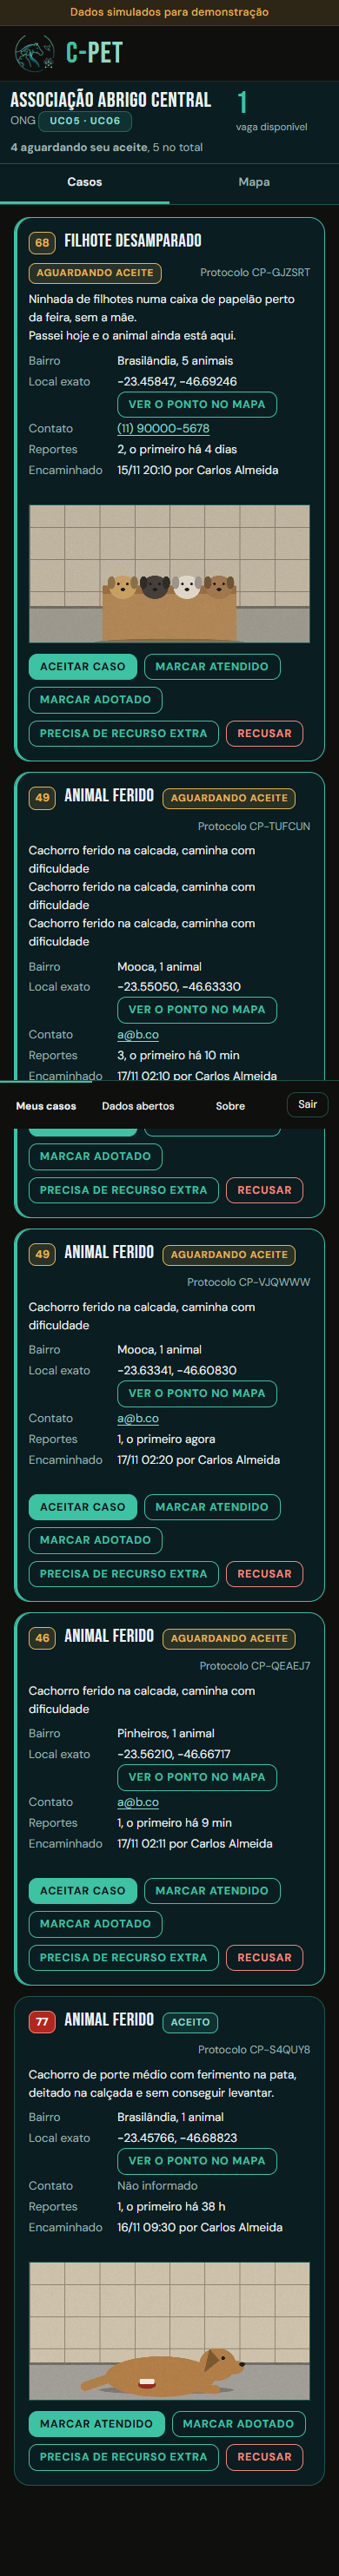 Dados simulados para demonstração
C-PET
ASSOCIAÇÃO ABRIGO CENTRAL
ONG UC05 · UC06
1
vaga disponível
4 aguardando seu aceite, 5 no total
Casos Mapa
68 FILHOTE DESAMPARADO
AGUARDANDO ACEITE Protocolo CP-GJZSRT
Ninhada de filhotes numa caixa de papelão perto
da feira, sem a mãe.
Passei hoje e o animal ainda está aqui.
Bairro Brasilândia, 5 animais
Local exato -23.45847, -46.69246
VER O PONTO NO MAPA
Contato (11) 90000-5678
Reportes 2, o primeiro há 4 dias
Encaminhado 15/11 20:10 por Carlos Almeida
ACEITAR CASO MARCAR ATENDIDO
MARCAR ADOTADO
PRECISA DE RECURSO EXTRA RECUSAR
49 ANIMAL FERIDO AGUARDANDO ACEITE
Protocolo CP-TUFCUN
Cachorro ferido na calcada, caminha com
dificuldade
Cachorro ferido na calcada, caminha com
dificuldade
Cachorro ferido na calcada, caminha com
dificuldade
Bairro Mooca, 1 animal
Local exato -23.55050, -46.63330
VER O PONTO NO MAPA
Contato a@b.co
Reportes 3, o primeiro há 10 min
Encaminhado 17/11 02:10 por Carlos Almeida
Meus casos Dados abertos Sobre Sair
MARCAR ADOTADO
PRECISA DE RECURSO EXTRA RECUSAR
49 ANIMAL FERIDO AGUARDANDO ACEITE
Protocolo CP-VJQWWW
Cachorro ferido na calcada, caminha com
dificuldade
Bairro Mooca, 1 animal
Local exato -23.63341, -46.60830
VER O PONTO NO MAPA
Contato a@b.co
Reportes 1, o primeiro agora
Encaminhado 17/11 02:20 por Carlos Almeida
ACEITAR CASO MARCAR ATENDIDO
MARCAR ADOTADO
PRECISA DE RECURSO EXTRA RECUSAR
46 ANIMAL FERIDO AGUARDANDO ACEITE
Protocolo CP-QEAEJ7
Cachorro ferido na calcada, caminha com
dificuldade
Bairro Pinheiros, 1 animal
Local exato -23.56210, -46.66717
VER O PONTO NO MAPA
Contato a@b.co
Reportes 1, o primeiro há 9 min
Encaminhado 17/11 02:11 por Carlos Almeida
ACEITAR CASO MARCAR ATENDIDO
MARCAR ADOTADO
PRECISA DE RECURSO EXTRA RECUSAR
77 ANIMAL FERIDO ACEITO
Protocolo CP-S4QUY8
Cachorro de porte médio com ferimento na pata,
deitado na calçada e sem conseguir levantar.
Bairro Brasilândia, 1 animal
Local exato -23.45766, -46.68823
VER O PONTO NO MAPA
Contato Não informado
Reportes 1, o primeiro há 38 h
Encaminhado 16/11 09:30 por Carlos Almeida
MARCAR ATENDIDO MARCAR ADOTADO
PRECISA DE RECURSO EXTRA RECUSAR